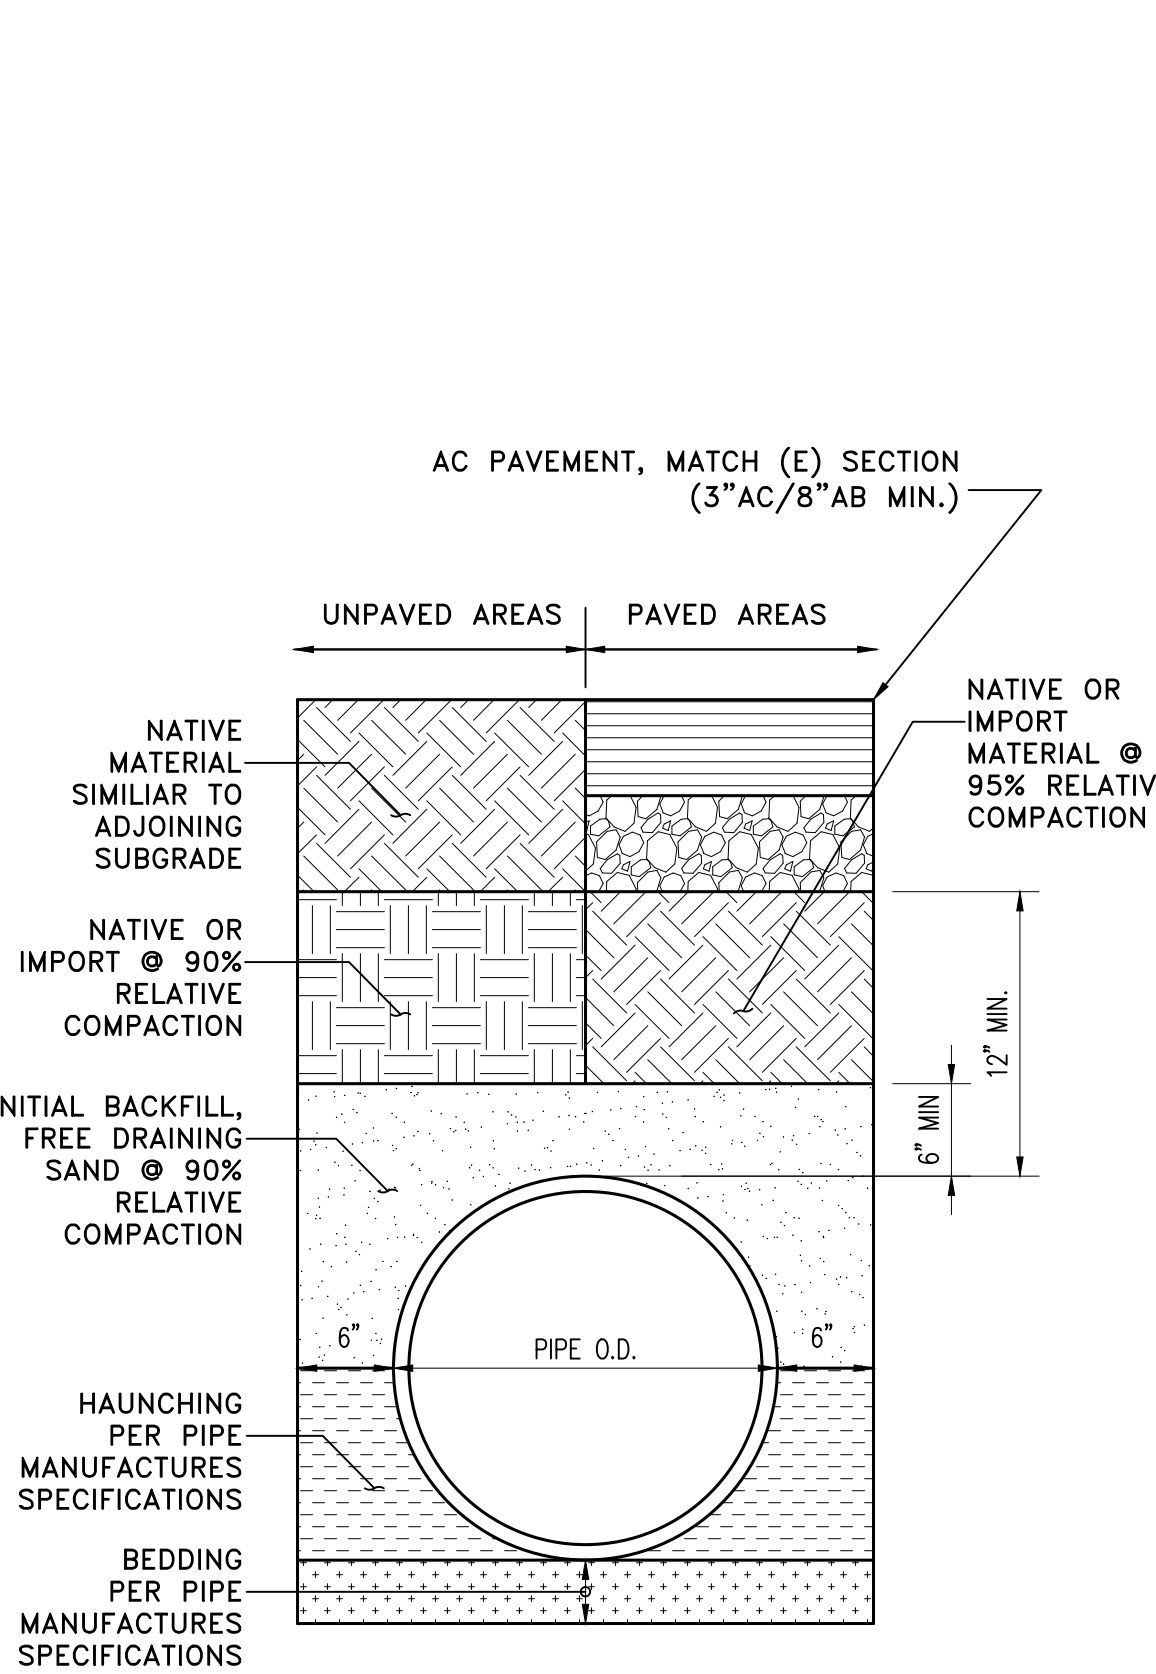 AC PAVEMENT, MATCH (E) SECTION
(3"AC/8"AB MIN.)
UNPAVED AREAS
PAVED AREAS
NATIVE
MATERIAL
SIMILIAR TO
ADJOINING
SUBGRADE
NATIVE OR
IMPORT
MATERIAL @
95% RELATIV
COMPACTION
NATIVE OR
IMPORT @ 90%
RELATIVE
COMPACTION
12" MIN.
6" MIN
NITIAL BACKFILL,
FREE DRAINING
SAND @ 90%
RELATIVE
COMPACTION
6"
PIPE O.D.
6"
HAUNCHING
PER PIPE
MANUFACTURES
SPECIFICATIONS
BEDDING
PER PIPE
MANUFACTURES
SPECIFICATIONS